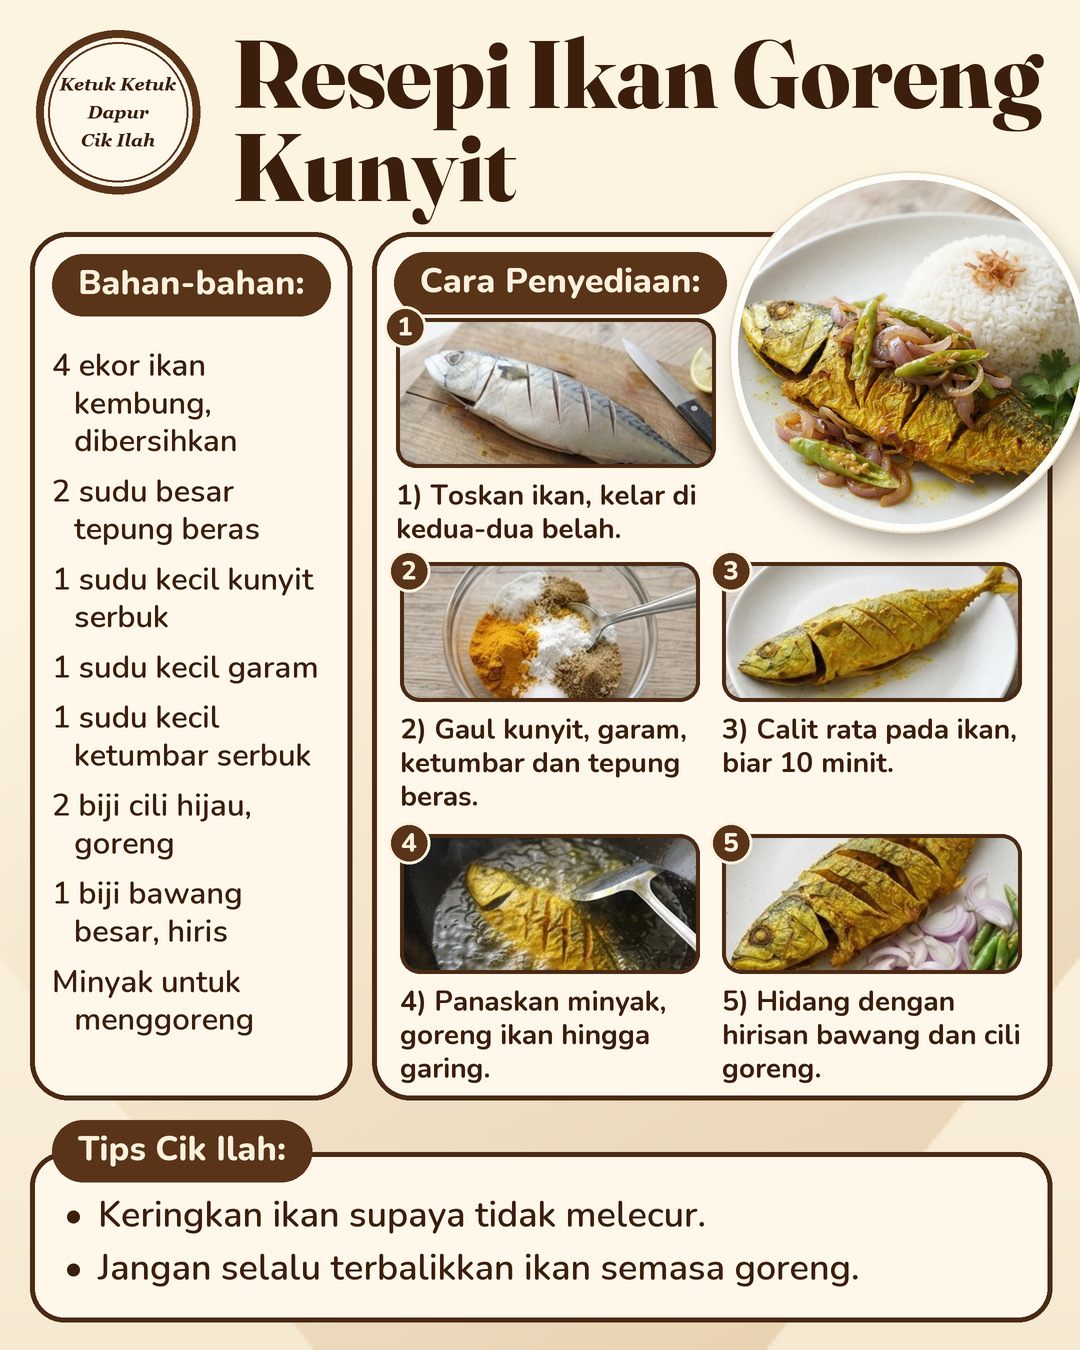 Ketuk Ketuk
Dapur
Cik Ilah
Resepi Ikan Goreng
Kunyit
Bahan-bahan:
4 ekor ikan
kembung,
dibersihkan
2 sudu besar
tepung beras
1 sudu kecil kunyit
serbuk
1 sudu kecil garam
1 sudu kecil
ketumbar serbuk
2 biji cili hijau,
goreng
1 biji bawang
besar, hiris
Minyak untuk
menggoreng
Cara Penyediaan:
1
1) Toskan ikan, kelar di
kedua-dua belah.
2
2) Gaul kunyit, garam,
ketumbar dan tepung
beras.
3
3) Calit rata pada ikan,
biar 10 minit.
4
4) Panaskan minyak,
goreng ikan hingga
garing.
5
5) Hidang dengan
hirisan bawang dan cili
goreng.
Tips Cik Ilah:
• Keringkan ikan supaya tidak melecur.
• Jangan selalu terbalikkan ikan semasa goreng.